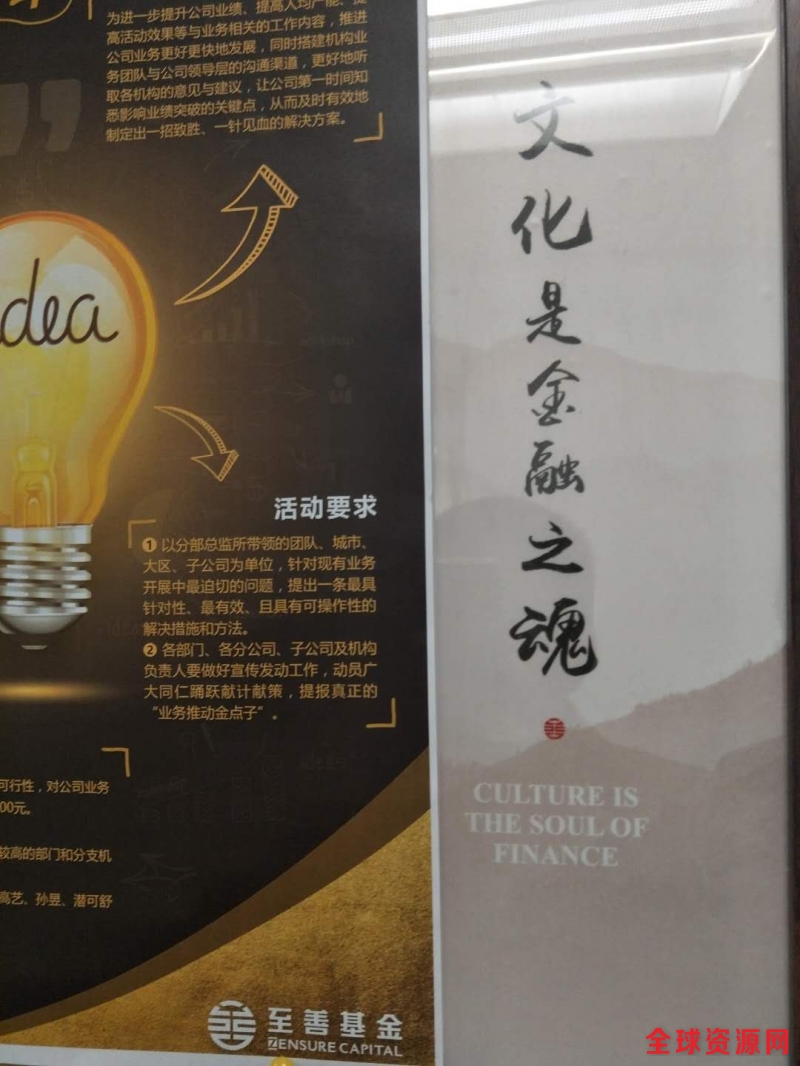 为进一步提升公司业绩、提高人均产能、提
高活动效果等与业务相关的工作内容，推进
公司业务更好更快地发展，同时搭建机构业
务团队与公司领导层的沟通渠道，更好地听
取各机构的意见与建议，让公司第一时间知
悉影响业绩突破的关键点，从而及时有效地
制定出一招致胜、一针见血的解决方案。
idea
活动要求
❶ 以分部总监所带领的团队、城市、
大区、子公司为单位，针对现有业务
开展中最迫切的问题，提出一条最具
针对性、最有效、且具有可操作性的
解决措施和方法。
❷ 各部门、各分公司、子公司及机构
负责人要做好宣传发动工作，动员广
大同仁踊跃献计献策，提报真正的
“业务推动金点子”。
可行性，对公司业务
00元。
较高的部门和分支机
高艺、孙昱、潜可舒
至善基金
ZENSURE CAPITAL
文化是金融之魂
CULTURE IS
THE SOUL OF
FINANCE
全球资源网